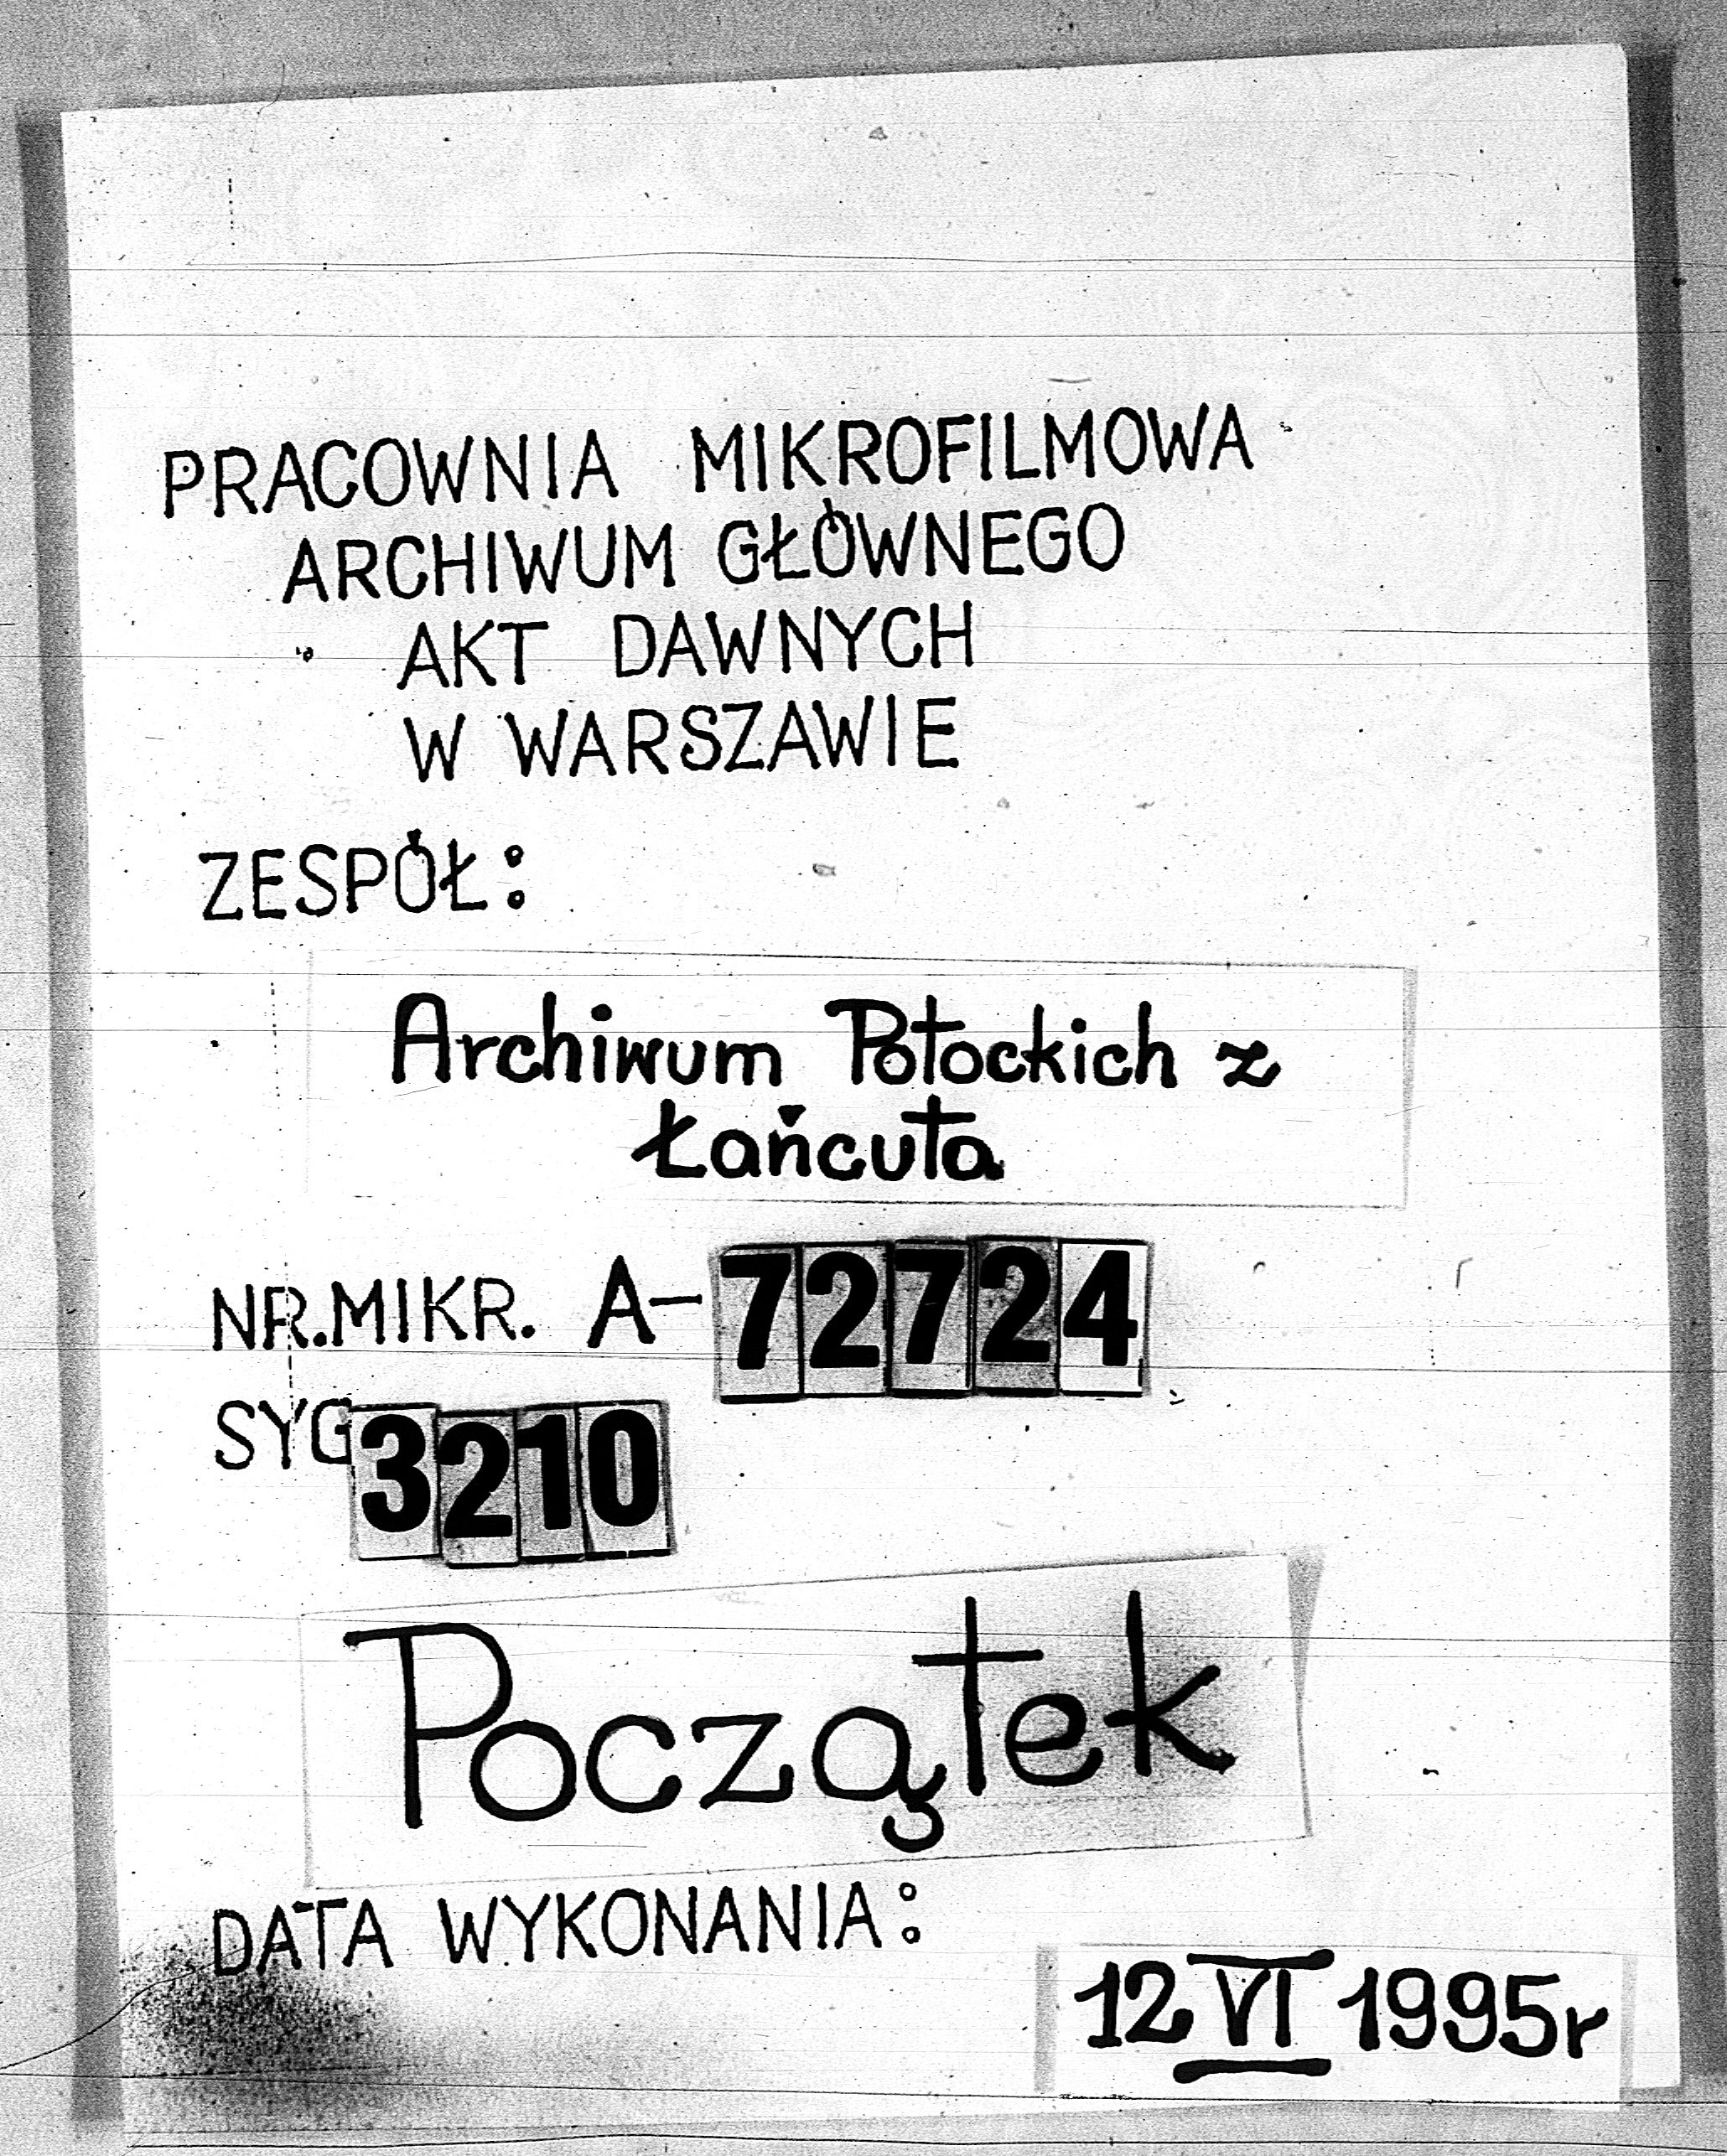 PRACOWNIA MIKROFILMOWA
ARCHIWUM GŁÓWNEGO
AKT DAWNYCH
W WARSZAWIE
ZESPÓŁ:
Archiwum Potockich z
Łańcuta
NR.MIKR. A-72724
SYG 3210
Początek
DATA WYKONANIA:
12 VI 1995r